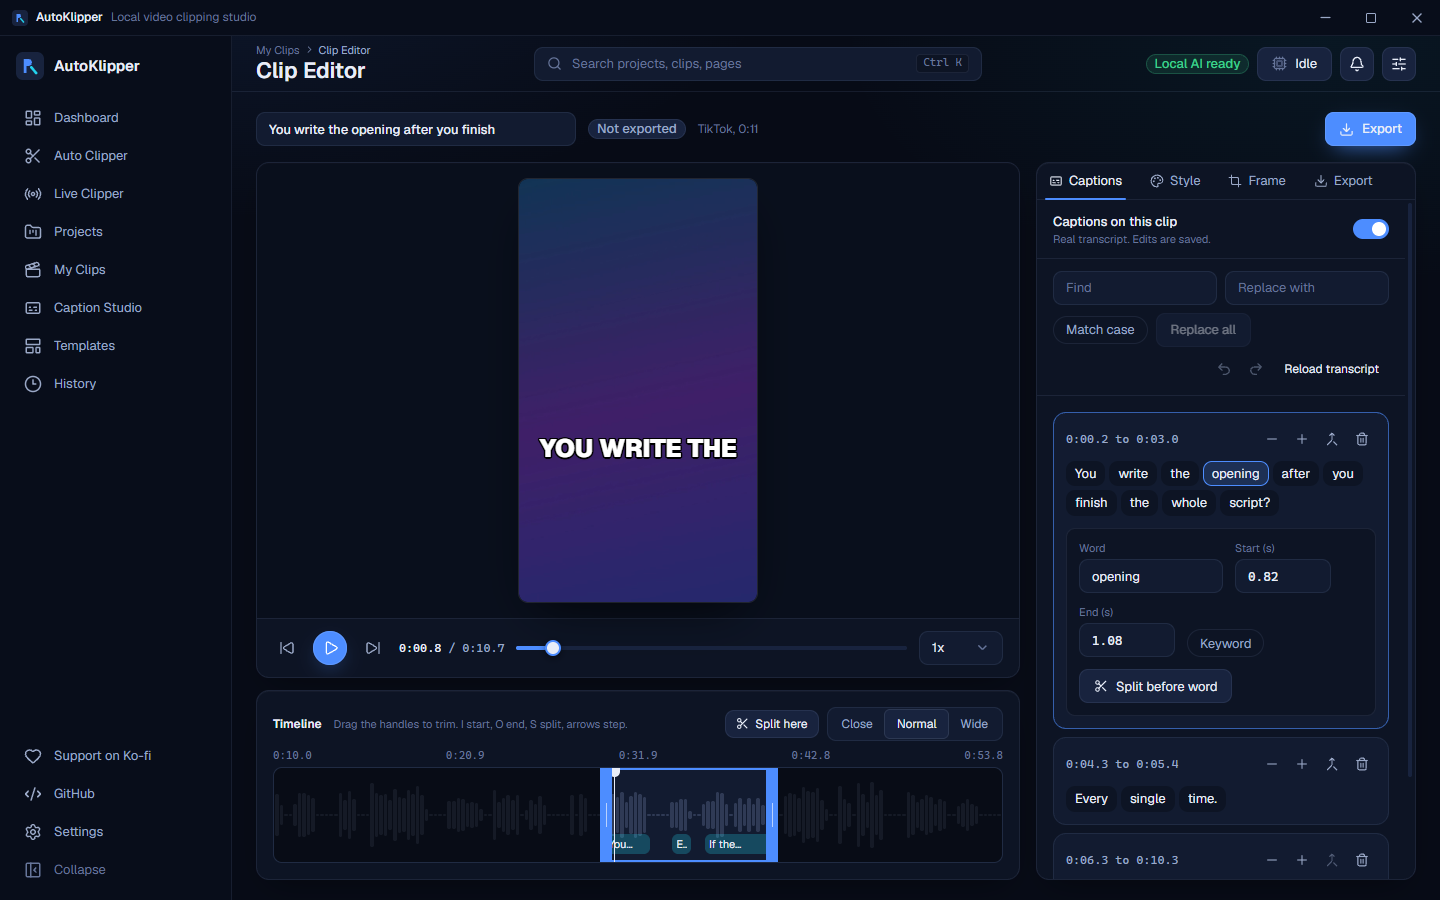 AutoKlipper Local video clipping studio
AutoKlipper
My Clips > Clip Editor
Clip Editor
Search projects, clips, pages Ctrl K
Local AI ready
Idle
Dashboard
Auto Clipper
Live Clipper
Projects
My Clips
Caption Studio
Templates
History
Support on Ko-fi
GitHub
Settings
Collapse
You write the opening after you finish
Not exported
TikTok, 0:11
Export
YOU WRITE THE
0:00.8 / 0:10.7
1x
Timeline Drag the handles to trim. I start, O end, S split, arrows step.
Split here
Close Normal Wide
0:10.0 0:20.9 0:31.9 0:42.8 0:53.8
E.. If the...
Captions Style Frame Export
Captions on this clip
Real transcript. Edits are saved.
Find Replace with
Match case Replace all
Reload transcript
0:00.2 to 0:03.0
You write the opening after you
finish the whole script?
Word Start (s)
opening 0.82
End (s)
1.08 Keyword
Split before word
0:04.3 to 0:05.4
Every single time.
0:06.3 to 0:10.3